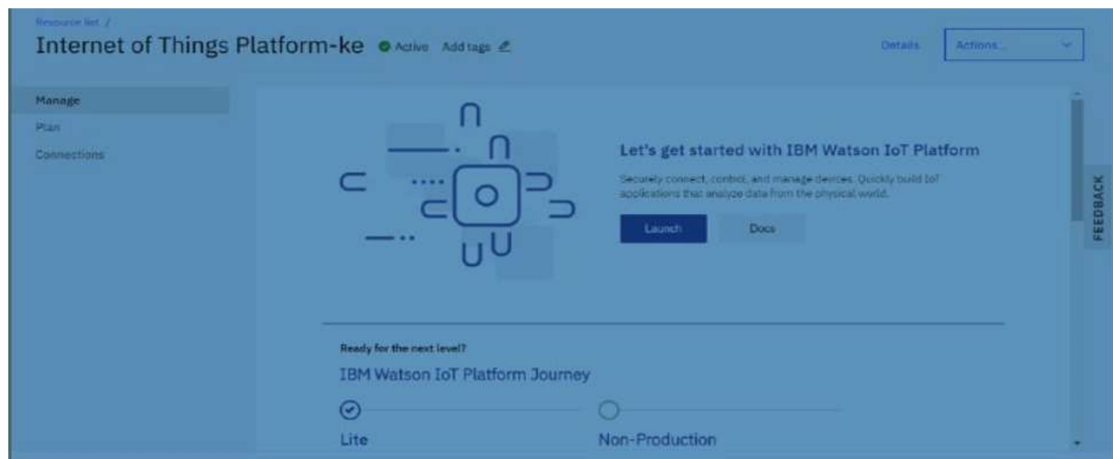 Resource list /
Internet of Things Platform-ke Active Add tags
Details Actions...
Manage
Plan
Connections
Let's get started with IBM Watson IoT Platform
Securely connect, control, and manage devices. Quickly build IoT
applications that analyze data from the physical world.
Launch Docs
FEEDBACK
Ready for the next level?
IBM Watson IoT Platform Journey
Lite Non-Production